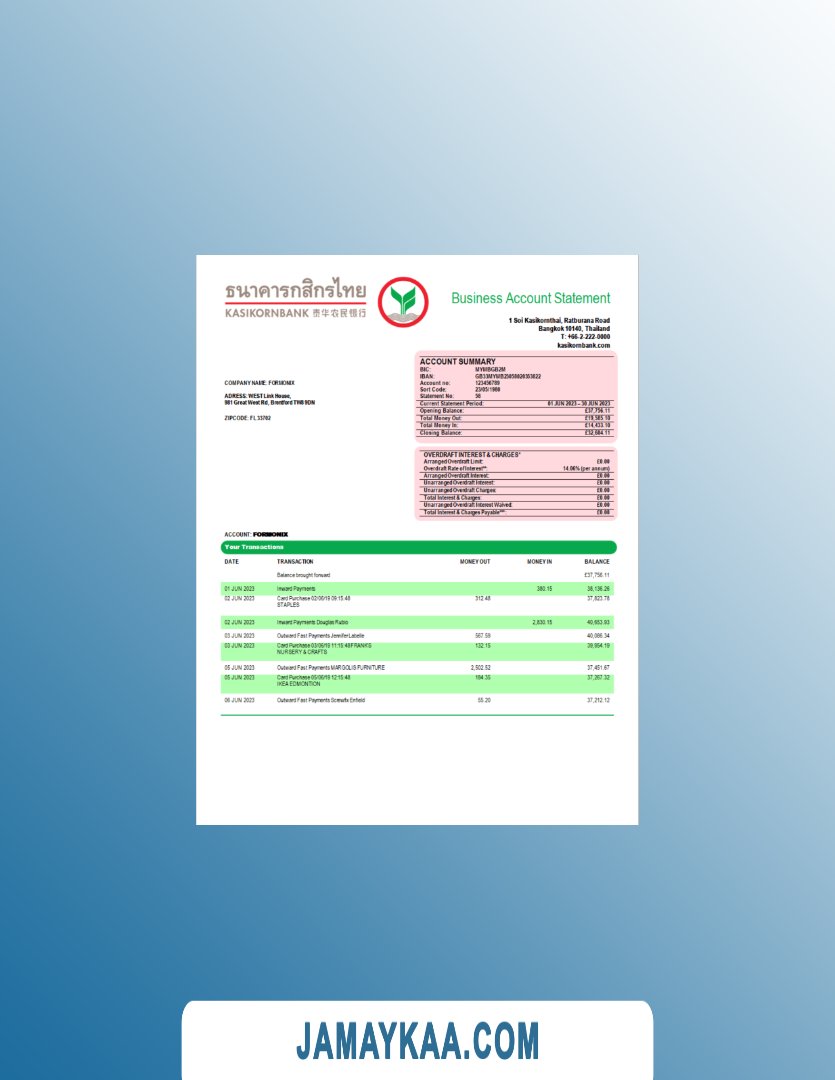 ธนาคารกสิกรไทย
KASIKORNBANK 泰华农民银行
Business Account Statement
1 Soi Kasikornthai, Ratburana Road
Bangkok 10140, Thailand
T: +66-2-222-0000
kasikornbank.com
ACCOUNT SUMMARY
BIC: MYMBGB2M
IBAN:
Account no: 123456789
Sort Code: 23/05/1980
Statement No: 58
Current Statement Period: 01 JUN 2023 – 30 JUN 2023
Opening Balance: £37,756.11
Total Money Out: £19,505.10
Total Money In: £14,433.10
Closing Balance: £32,684.11
COMPANY NAME: FORMONIX
ADRESS: WEST Link House,
981 Great West Rd, Brentford TW8 9DN
ZIPCODE: FL 33702
OVERDRAFT INTEREST & CHARGES*
Arranged Overdraft Limit: £0.00
Overdraft Rate of Interest**: 14.06% (per annum)
Arranged Overdraft Interest: £0.00
Unarranged Overdraft Interest: £0.00
Unarranged Overdraft Charges: £0.00
Total Interest & Charges: £0.00
Unarranged Overdraft Interest Waived: £0.00
Total Interest & Charges Payable***: £0.00
ACCOUNT: FORMONIX
Your Transactions
DATE TRANSACTION MONEY OUT MONEY IN BALANCE
Balance brought forward £37,756.11
01 JUN 2023 Inward Payments 380.15 38,136.26
02 JUN 2023 Card Purchase 02/06/19 09:15:48 312.48 37,823.78
STAPLES
02 JUN 2023 Inward Payments Douglas Rubio 2,830.15 40,653.93
03 JUN 2023 Outward Fast Payments Jennifer Labelle 567.59 40,086.34
03 JUN 2023 Card Purchase 03/06/19 11:15:48 FRANK'S 132.15 39,954.19
NURSERY & CRAFTS
05 JUN 2023 Outward Fast Payments MARGOLIS FURNITURE 2,502.52 37,451.67
05 JUN 2023 Card Purchase 05/06/19 12:15:48 184.35 37,267.32
IKEA EDMONTION
06 JUN 2023 Outward Fast Payments Screwfix Enfield 55.20 37,212.12
JAMAYKAA.COM